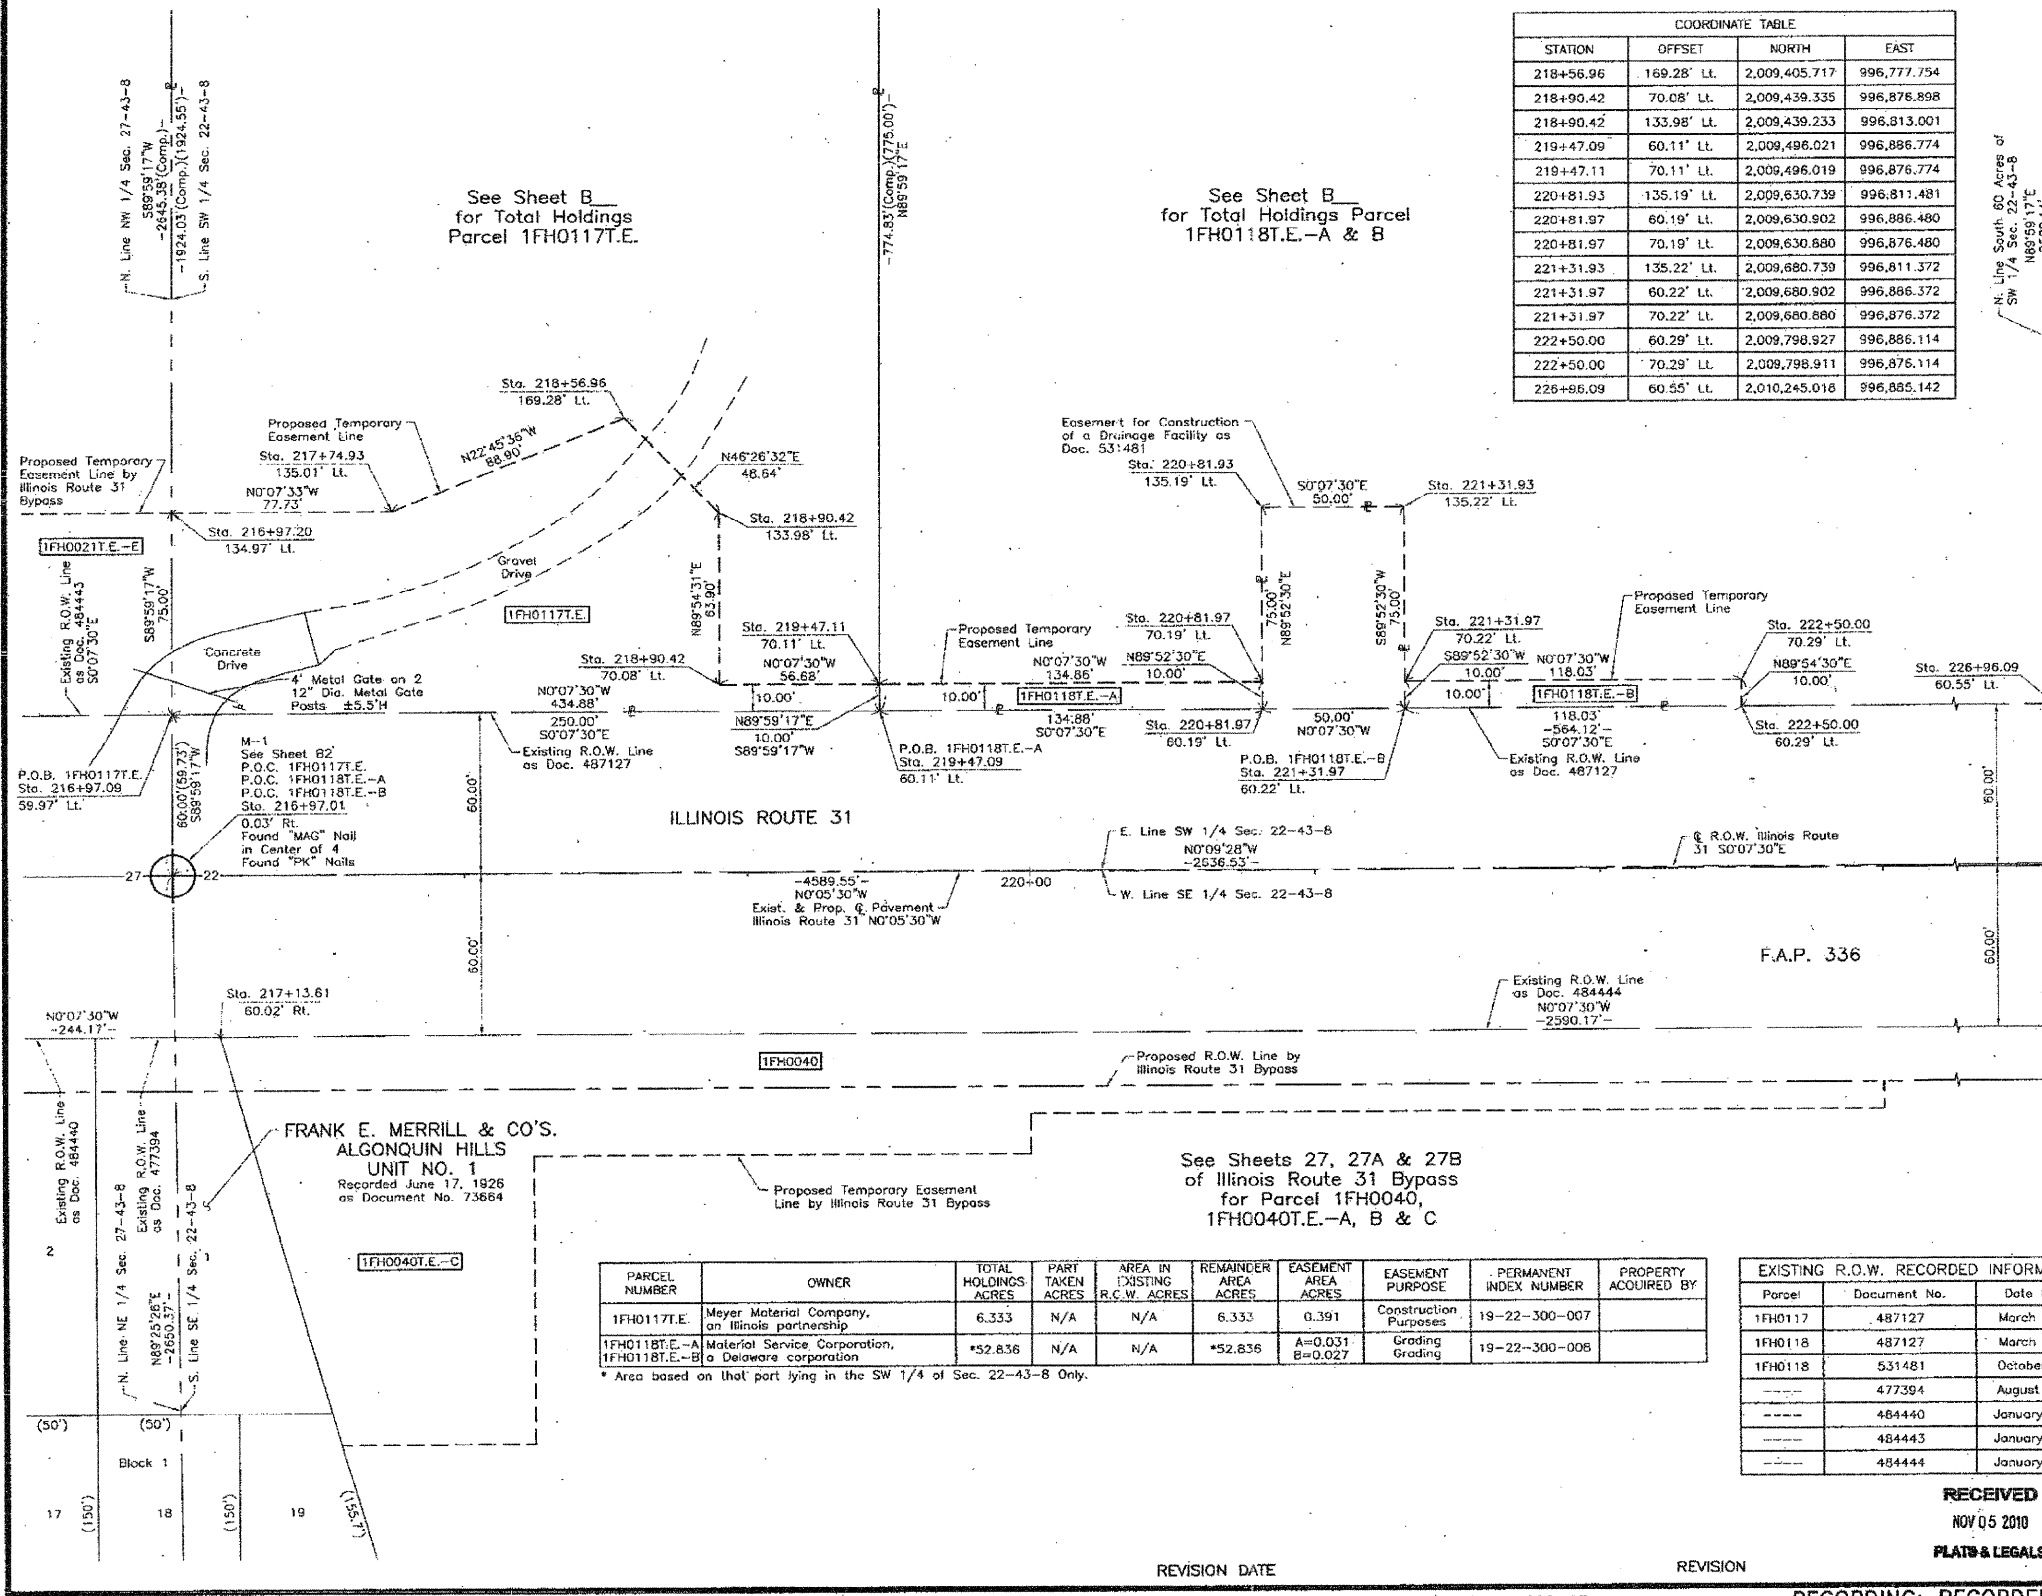 COORDINATE TABLE
STATION OFFSET NORTH EAST
218+56.96 169.28' Lt. 2,009,405.717 996,777.754
218+90.42 70.08' Lt. 2,009,439.335 996,876.898
218+90.42 133.98' Lt. 2,009,439.233 996,813.001
219+47.09 60.11' Lt. 2,009,496.021 996,886.774
219+47.11 70.11' Lt. 2,009,496.019 996,876.774
220+81.93 135.19' Lt. 2,009,630.739 996,811.481
220+81.97 60.19' Lt. 2,009,630.902 996,886.480
220+81.97 70.19' Lt. 2,009,630.880 996,876.480
221+31.93 135.22' Lt. 2,009,680.739 996,811.372
221+31.97 60.22' Lt. 2,009,680.902 996,886.372
221+31.97 70.22' Lt. 2,009,680.880 996,876.372
222+50.00 60.29' Lt. 2,009,798.927 996,886.114
222+50.00 70.29' Lt. 2,009,798.911 996,876.114
226+96.09 60.55' Lt. 2,010,245.018 996,885.142
N. Line NW 1/4 Sec. 27-43-8
S89°59'17"W
-2645.38'(Comp.)-
-1924.03'(Comp.)(1924.55')-
S. Line SW 1/4 Sec. 22-43-8
See Sheet B__
for Total Holdings
Parcel 1FH0117T.E.
-774.83'(Comp.)(775.00')-
N89°59'17"E
See Sheet B__
for Total Holdings Parcel
1FH0118T.E.-A & B
N. Line South 60 Acres of
SW 1/4 Sec. 22-43-8
N89°59'17"E
Proposed Temporary
Easement Line by
Illinois Route 31
Bypass
Proposed Temporary
Easement Line
Sta. 217+74.93
135.01' Lt.
N0°07'33"W
77.73'
N22°45'36"W
88.90'
Sta. 218+56.96
169.28' Lt.
N46°26'32"E
48.64'
Sta. 218+90.42
133.98' Lt.
Sta. 216+97.20
134.97' Lt.
1FH0021T.E.-E
Existing R.O.W. Line
as Doc. 484443
S0°07'30"E
S89°59'17"W
75.00'
Gravel
Drive
1FH0117T.E.
Concrete
Drive
4' Metal Gate on 2
12" Dia. Metal Gate
Posts ±5.5'H
N89°54'31"E
63.90'
Sta. 218+90.42
70.08' Lt.
Sta. 219+47.11
70.11' Lt.
N0°07'30"W
56.68'
10.00'
N0°07'30"W
434.88'
250.00'
S0°07'30"E
N89°59'17"E
10.00'
S89°59'17"W
Existing R.O.W. Line
as Doc. 487127
Easement for Construction
of a Drainage Facility as
Doc. 531481
Sta. 220+81.93
135.19' Lt.
S0°07'30"E
50.00'
Sta. 221+31.93
135.22' Lt.
75.00'
N89°52'30"E
S89°52'30"W
75.00'
Proposed Temporary
Easement Line
10.00'
N0°07'30"W
134.86'
1FH0118T.E.-A
134.88'
S0°07'30"E
Sta. 220+81.97
70.19' Lt.
N89°52'30"E
10.00'
Sta. 220+81.97
60.19' Lt.
50.00'
N0°07'30"W
Sta. 221+31.97
70.22' Lt.
S89°52'30"W
10.00'
N0°07'30"W
118.03'
10.00'
1FH0118T.E.-B
118.03'
-564.12'-
S0°07'30"E
Proposed Temporary
Easement Line
Sta. 222+50.00
70.29' Lt.
N89°54'30"E
10.00'
Sta. 222+50.00
60.29' Lt.
Sta. 226+96.09
60.55' Lt.
Existing R.O.W. Line
as Doc. 487127
P.O.B. 1FH0118T.E.-A
Sta. 219+47.09
60.11' Lt.
P.O.B. 1FH0118T.E.-B
Sta. 221+31.97
60.22' Lt.
P.O.B. 1FH0117T.E.
Sta. 216+97.09
59.97' Lt.
60.00'(59.73')
S89°59'17"W
M-1
See Sheet B2
P.O.C. 1FH0117T.E.
P.O.C. 1FH0118T.E.-A
P.O.C. 1FH0118T.E.-B
Sta. 216+97.01
0.03' Rt.
Found "MAG" Nail
in Center of 4
Found "PK" Nails
60.00'
60.00'
ILLINOIS ROUTE 31
27 22
-4589.55'-
N0°05'30"W
Exist. & Prop. ℄ Pavement
Illinois Route 31 N0°05'30"W
220+00
E. Line SW 1/4 Sec. 22-43-8
N0°09'28"W
-2636.53'-
W. Line SE 1/4 Sec. 22-43-8
℄ R.O.W. Illinois Route
31 S0°07'30"E
60.00'
60.00'
F.A.P. 336
Sta. 217+13.61
60.02' Rt.
N0°07'30"W
-244.17'-
Existing R.O.W. Line
as Doc. 484444
N0°07'30"W
-2590.17'-
1FH0040
Proposed R.O.W. Line by
Illinois Route 31 Bypass
Existing R.O.W. Line
as Doc. 484440
Existing R.O.W. Line
as Doc. 477394
FRANK E. MERRILL & CO'S.
ALGONQUIN HILLS
UNIT NO. 1
Recorded June 17, 1926
as Document No. 73664
Proposed Temporary Easement
Line by Illinois Route 31 Bypass
See Sheets 27, 27A & 27B
of Illinois Route 31 Bypass
for Parcel 1FH0040,
1FH0040T.E.-A, B & C
2
1
N. Line NE 1/4 Sec. 27-43-8
N89°25'26"E
-2650.37'-
S. Line SE 1/4 Sec. 22-43-8
1FH0040T.E.-C
PARCEL NUMBER OWNER TOTAL HOLDINGS ACRES PART TAKEN ACRES AREA IN EXISTING R.O.W. ACRES REMAINDER AREA ACRES EASEMENT AREA ACRES EASEMENT PURPOSE PERMANENT INDEX NUMBER PROPERTY ACQUIRED BY
1FH0117T.E. Meyer Material Company, an Illinois partnership 6.333 N/A N/A 6.333 0.391 Construction Purposes 19-22-300-007
1FH0118T.E.-A 1FH0118T.E.-B Material Service Corporation, a Delaware corporation *52.836 N/A N/A *52.836 A=0.031 B=0.027 Grading Grading 19-22-300-006
* Area based on that part lying in the SW 1/4 of Sec. 22-43-8 Only.
EXISTING R.O.W. RECORDED INFORM
Parcel Document No. Date
1FH0117 487127 March
1FH0118 487127 March
1FH0118 531481 Octobe
---- 477394 August
---- 484440 January
---- 484443 January
---- 484444 January
(50') (50')
Block 1
17 (150') 18 (150') 19 (155.7')
RECEIVED
NOV 05 2010
PLATS & LEGALS
REVISION DATE REVISION